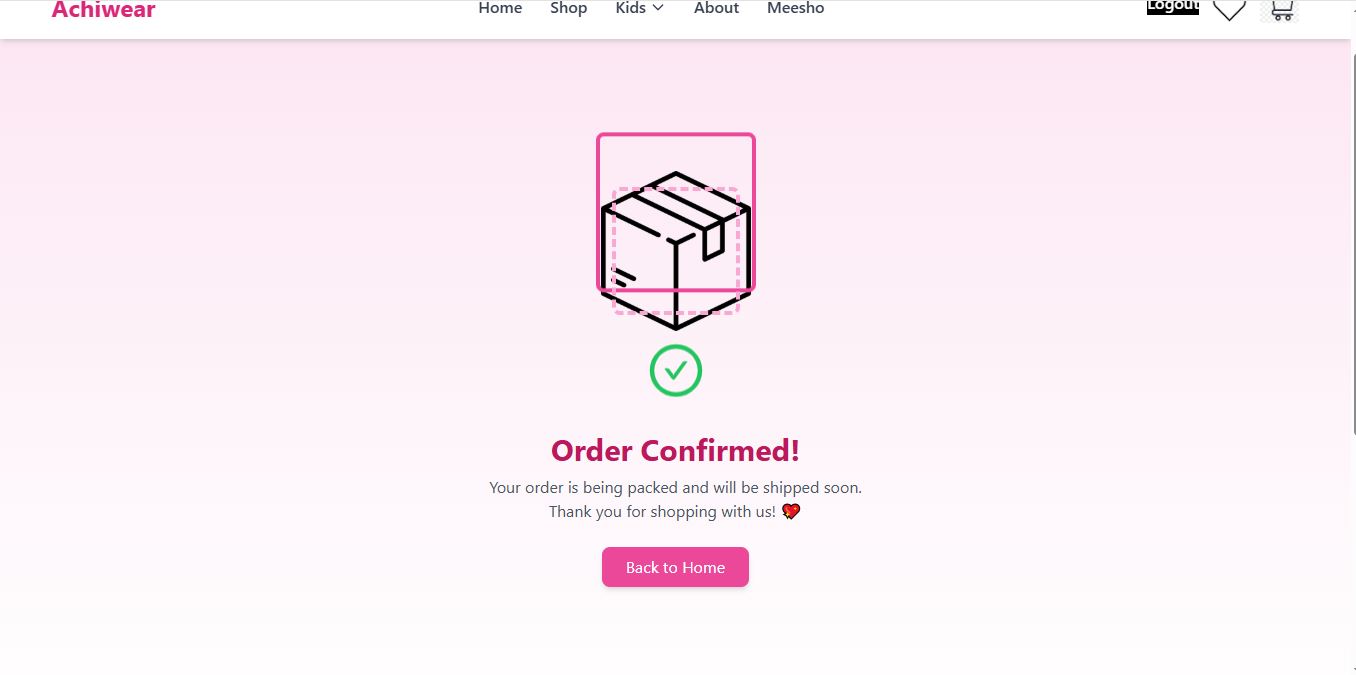 Achiwear
Home Shop Kids About Meesho
Logout
Order Confirmed!
Your order is being packed and will be shipped soon.
Thank you for shopping with us! 💖
Back to Home